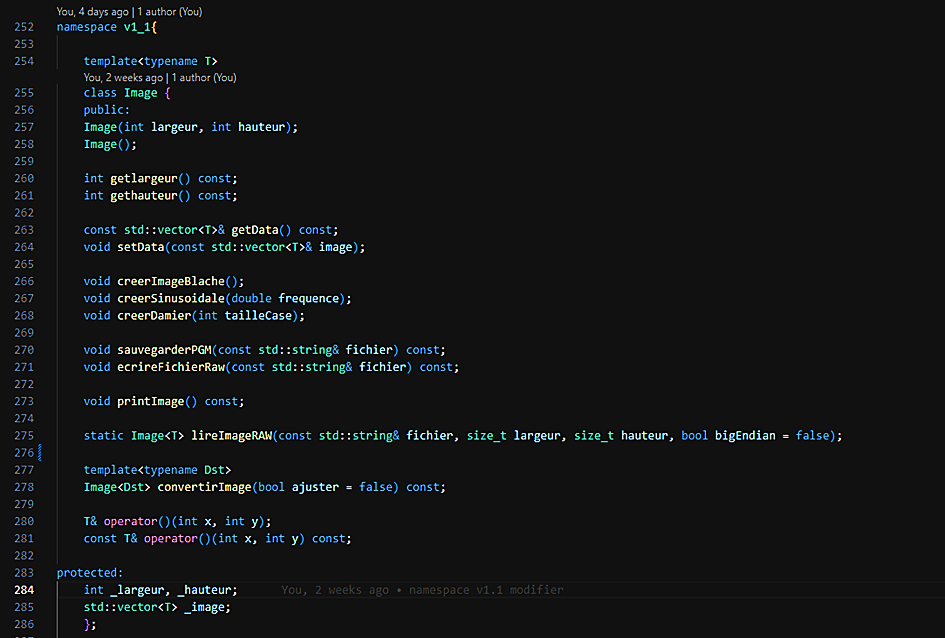 You, 4 days ago | 1 author (You)
252 namespace v1_1{
253
254 template<typename T>
You, 2 weeks ago | 1 author (You)
255 class Image {
256 public:
257 Image(int largeur, int hauteur);
258 Image();
259
260 int getlargeur() const;
261 int gethauteur() const;
262
263 const std::vector<T>& getData() const;
264 void setData(const std::vector<T>& image);
265
266 void creerImageBlache();
267 void creerSinusoidale(double frequence);
268 void creerDamier(int tailleCase);
269
270 void sauvegarderPGM(const std::string& fichier) const;
271 void ecrireFichierRaw(const std::string& fichier) const;
272
273 void printImage() const;
274
275 static Image<T> lireImageRAW(const std::string& fichier, size_t largeur, size_t hauteur, bool bigEndian = false);
276
277 template<typename Dst>
278 Image<Dst> convertirImage(bool ajuster = false) const;
279
280 T& operator()(int x, int y);
281 const T& operator()(int x, int y) const;
282
283 protected:
284 int _largeur, _hauteur; You, 2 weeks ago • namespace v1.1 modifier
285 std::vector<T> _image;
286 };